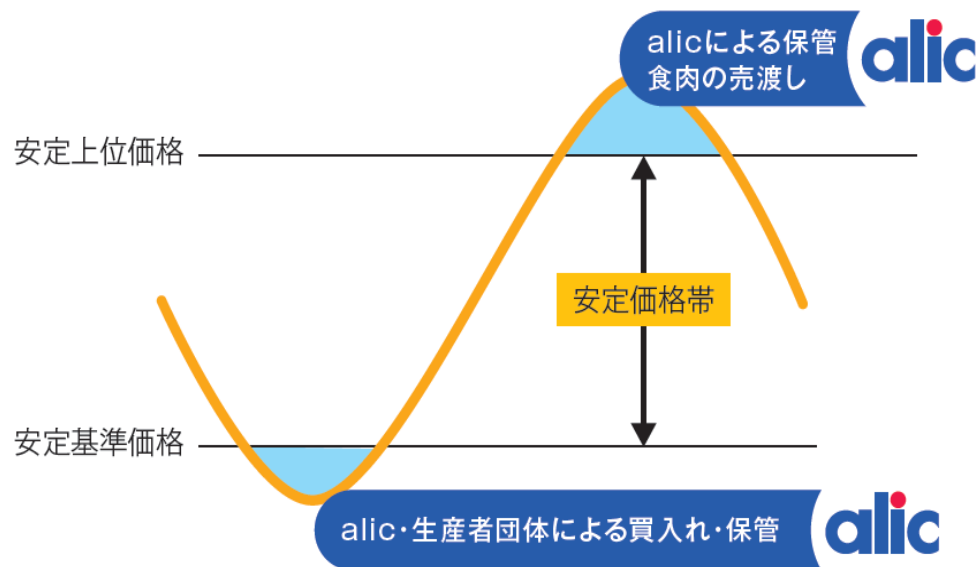 alicによる保管
食肉の売渡し
alic
安定上位価格
安定価格帯
安定基準価格
alic・生産者団体による買入れ・保管
alic